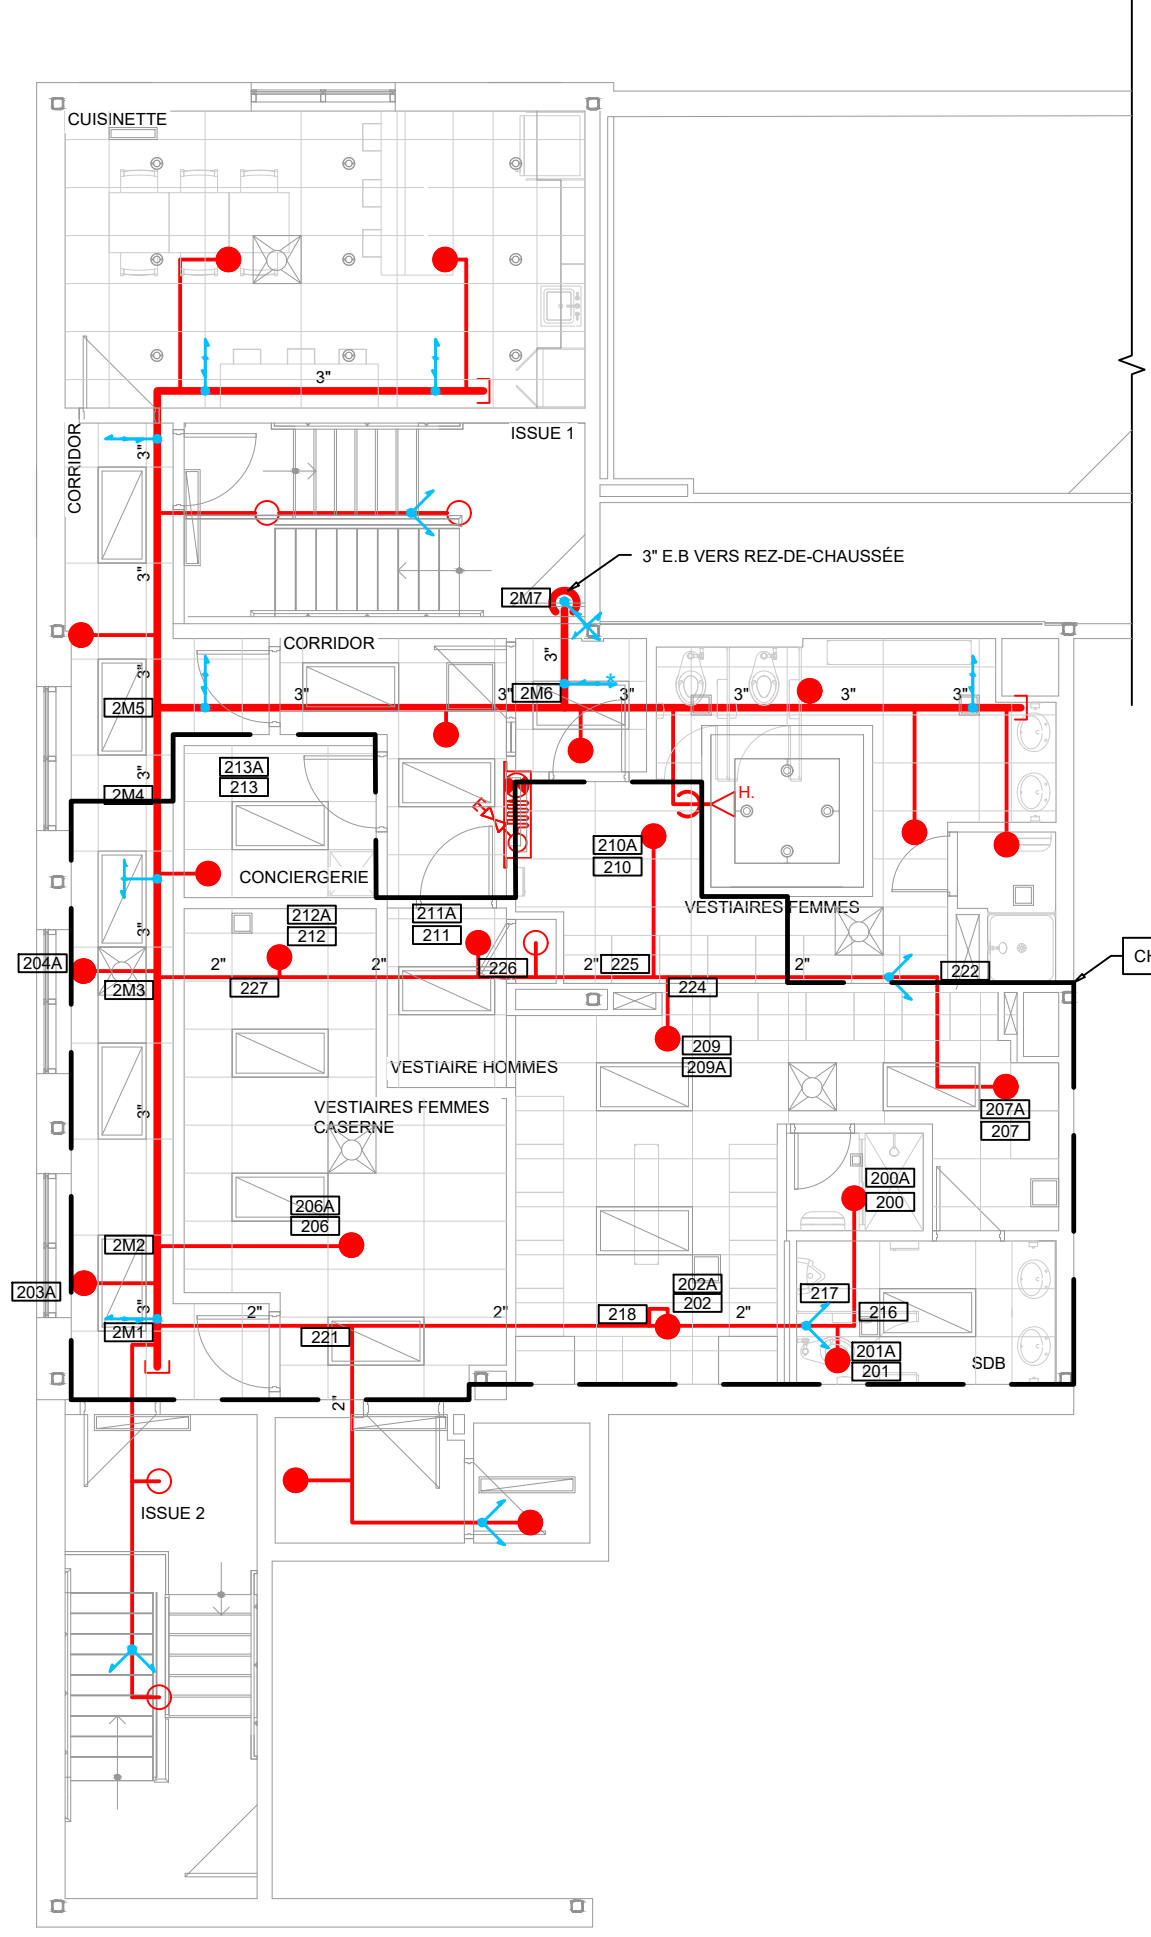 CUISINETTE
3"
CORRIDOR
3"
ISSUE 1
3" E.B VERS REZ-DE-CHAUSSÉE
3"
2M7
CORRIDOR
3"
3"
2M5
3"
3"
2M6
3"
3"
3"
3"
213A
213
3"
2M4
H.
210A
210
CONCIERGERIE
VESTIAIRES FEMMES
212A
212
211A
211
3"
204A
2M3
2"
227
2"
226
2"
225
224
2"
222
CH
209
209A
VESTIAIRE HOMMES
VESTIAIRES FEMMES
CASERNE
3"
207A
207
200A
200
206A
206
2M2
203A
3"
2M1
2"
221
2"
218
202A
202
2"
217
216
201A
201
SDB
2"
ISSUE 2